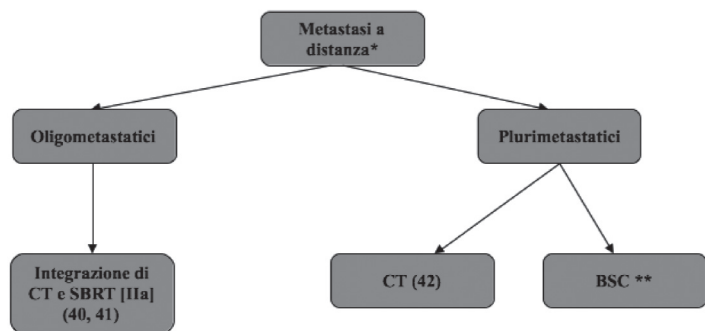 Metastasi a
distanza*
Oligometastatici
Plurimetastatici
Integrazione di
CT e SBRT [IIa]
(40, 41)
CT (42)
BSC **